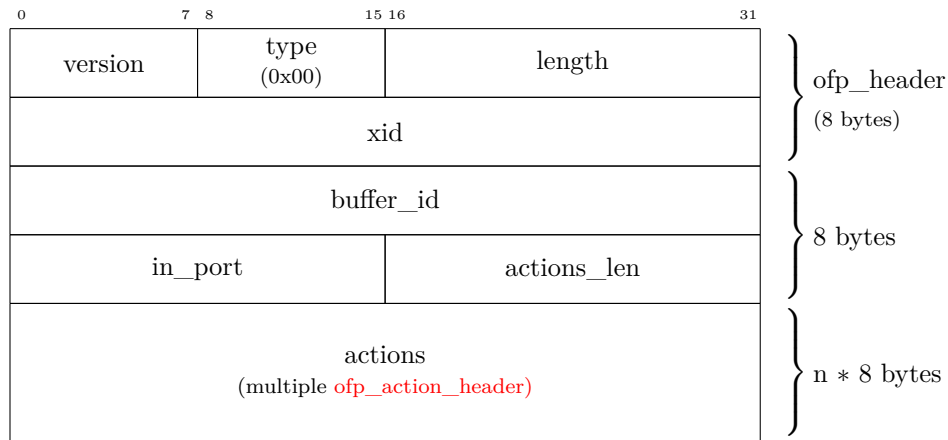 0 7 8 15 16 31
version type length
(0x00)
ofp_header
(8 bytes)
xid
buffer_id
8 bytes
in_port actions_len
actions
(multiple ofp_action_header)
n * 8 bytes